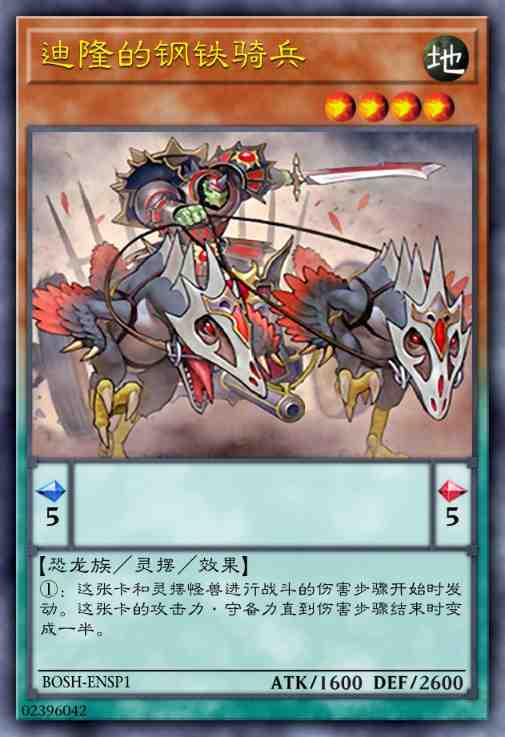 迪隆的钢铁骑兵
地
5
5
【恐龙族／灵摆／效果】
①：这张卡和灵摆怪兽进行战斗的伤害步骤开始时发
动。这张卡的攻击力·守备力直到伤害步骤结束时变
成一半。
BOSH-ENSP1 ATK/1600 DEF/2600
02396042